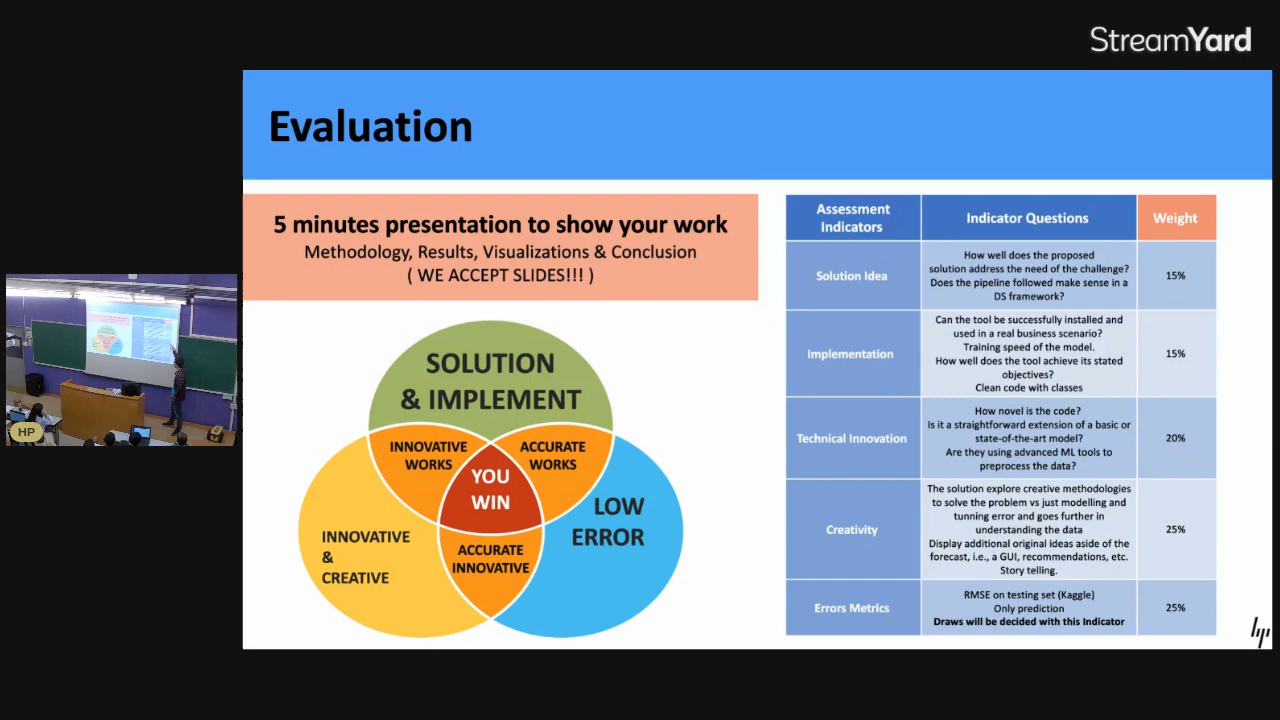 StreamYard
Evaluation
5 minutes presentation to show your work
Methodology, Results, Visualizations & Conclusion
( WE ACCEPT SLIDES!!! )
SOLUTION
& IMPLEMENT
INNOVATIVE
WORKS
ACCURATE
WORKS
YOU
WIN
LOW
ERROR
INNOVATIVE
&
CREATIVE
ACCURATE
INNOVATIVE
Assessment
Indicators
Indicator Questions
Weight
Solution Idea
How well does the proposed
solution address the need of the challenge?
Does the pipeline followed make sense in a
DS framework?
15%
Implementation
Can the tool be successfully installed and
used in a real business scenario?
Training speed of the model.
How well does the tool achieve its stated
objectives?
Clean code with classes
15%
Technical Innovation
How novel is the code?
Is it a straightforward extension of a basic or
state-of-the-art model?
Are they using advanced ML tools to
preprocess the data?
20%
Creativity
The solution explore creative methodologies
to solve the problem vs just modelling and
tunning error and goes further in
understanding the data
Display additional original ideas aside of the
forecast, i.e., a GUI, recommendations, etc.
Story telling.
25%
Errors Metrics
RMSE on testing set (Kaggle)
Only prediction
Draws will be decided with this Indicator
25%
hp
HP